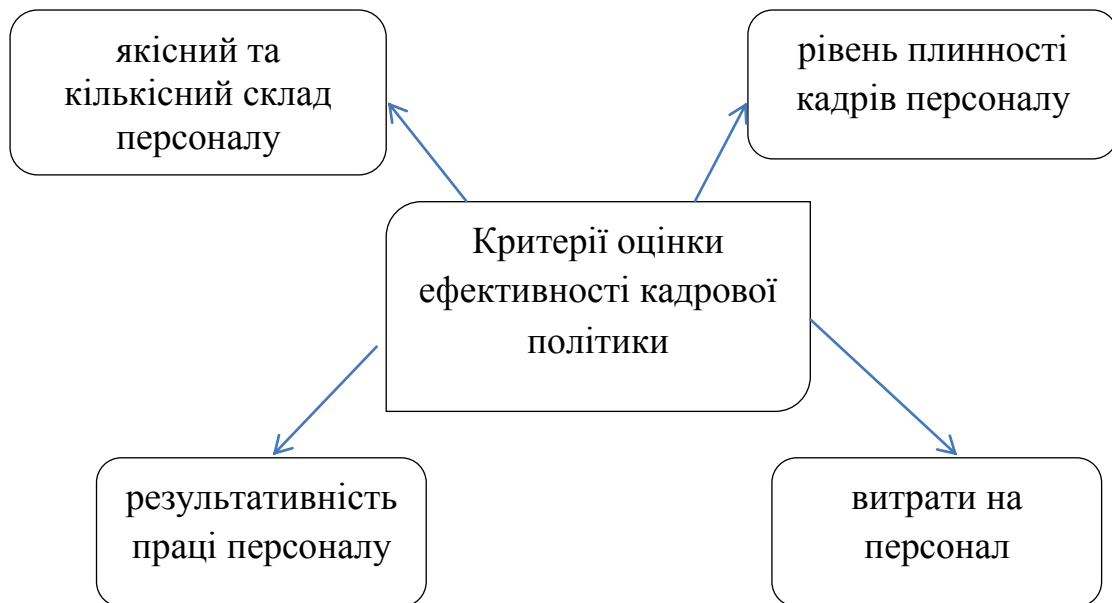 якісний та
кількісний склад
персоналу
рівень плинності
кадрів персоналу
Критерії оцінки
ефективності кадрової
політики
результативність
праці персоналу
витрати на
персонал